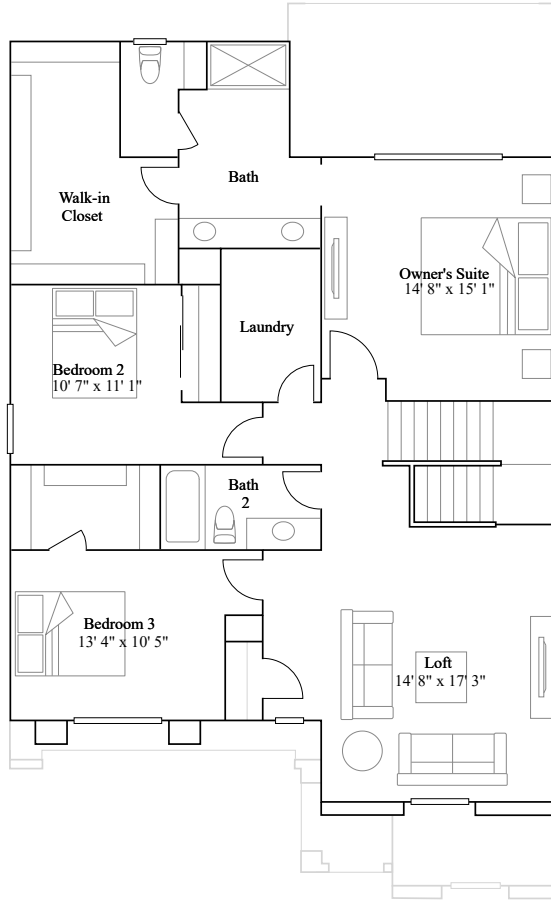 Bath
Walk-in
Closet
Owner's Suite
14' 8" x 15' 1"
Laundry
Bedroom 2
10' 7" x 11' 1"
Bath
2
Bedroom 3
13' 4" x 10' 5"
Loft
14' 8" x 17' 3"